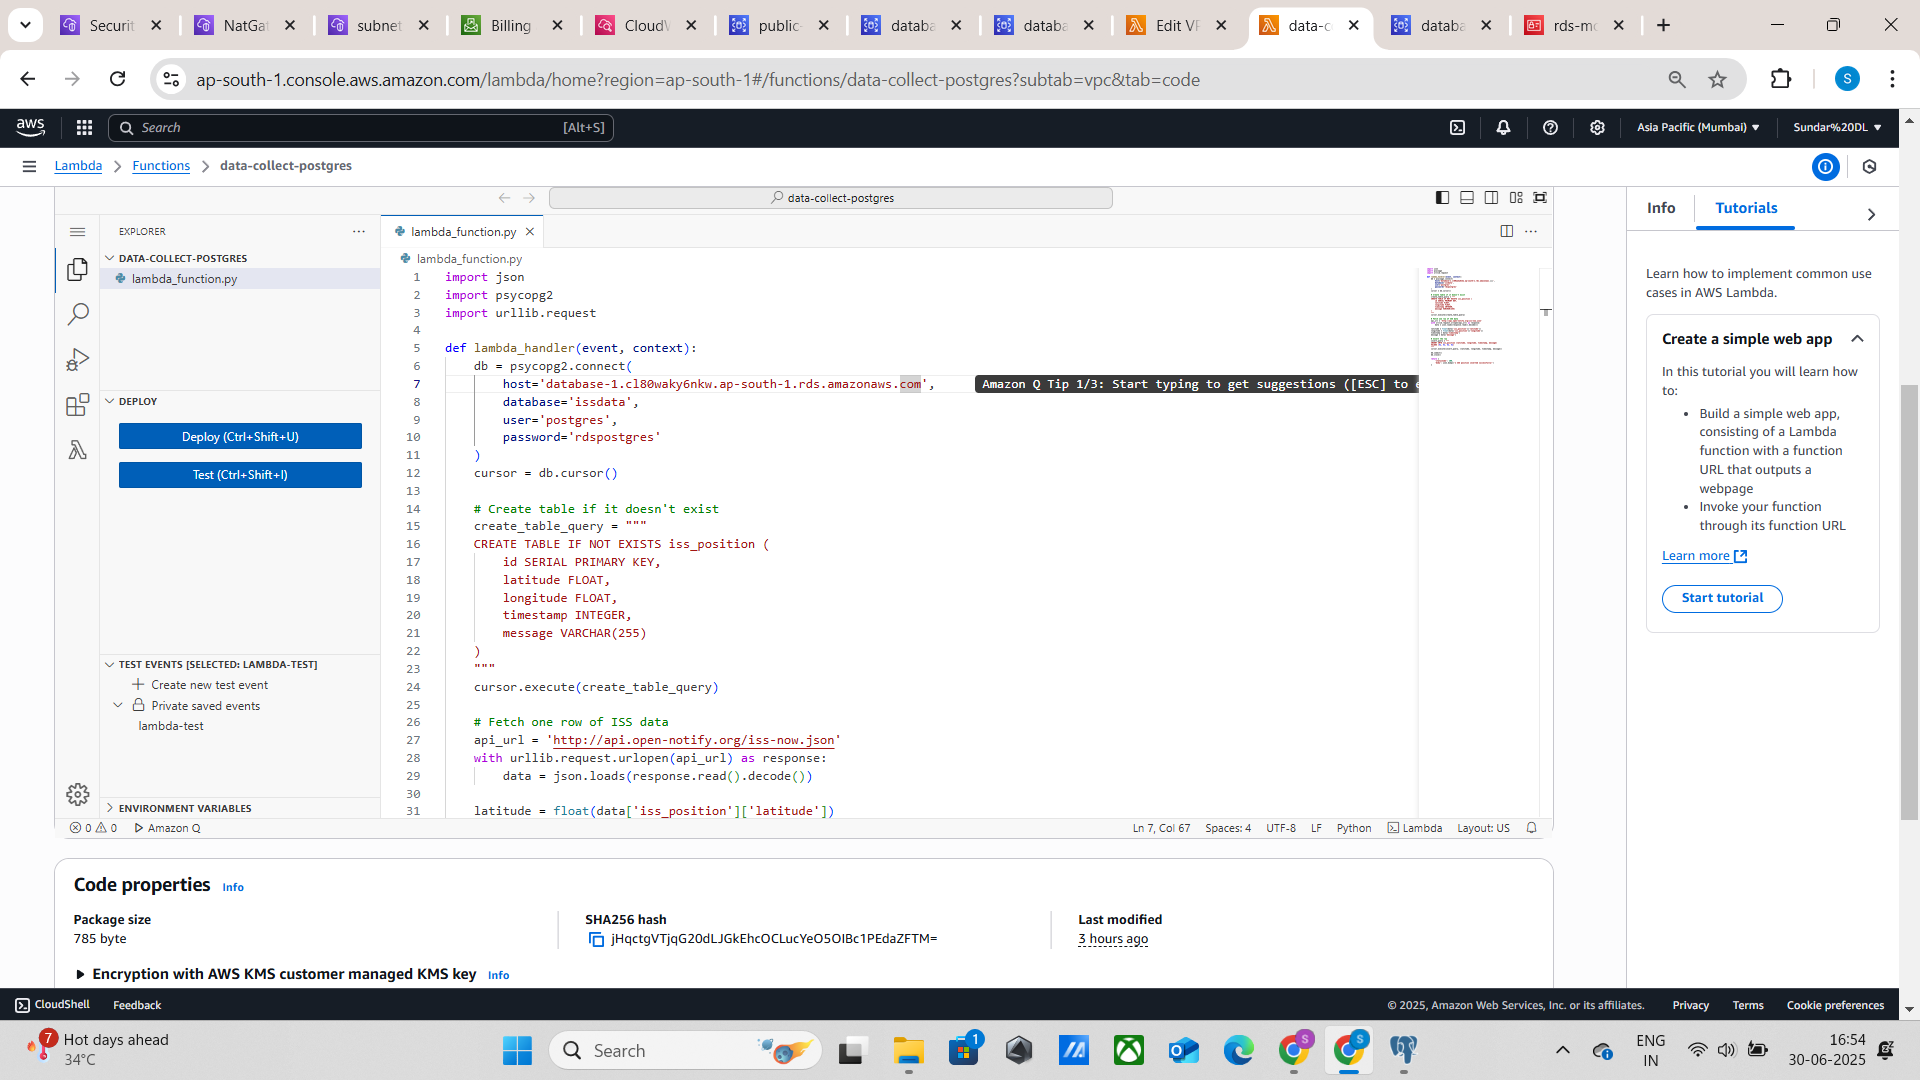 Securit
NatGat
subnet
Billing
CloudW
public-
databa
databa
Edit VP
data-c
databa
rds-mo
ap-south-1.console.aws.amazon.com/lambda/home?region=ap-south-1#/functions/data-collect-postgres?subtab=vpc&tab=code
S
aws
Search
[Alt+S]
Asia Pacific (Mumbai)
Sundar%20DL
Lambda
Functions
data-collect-postgres
data-collect-postgres
Info
Tutorials
EXPLORER
lambda_function.py
DATA-COLLECT-POSTGRES
lambda_function.py
lambda_function.py
1 import json
2 import psycopg2
3 import urllib.request
4
5 def lambda_handler(event, context):
6 db = psycopg2.connect(
7 host='database-1.cl80waky6nkw.ap-south-1.rds.amazonaws.com',
Amazon Q Tip 1/3: Start typing to get suggestions ([ESC] to e
8 database='issdata',
9 user='postgres',
10 password='rdspostgres'
11 )
12 cursor = db.cursor()
13
14 # Create table if it doesn't exist
15 create_table_query = """
16 CREATE TABLE IF NOT EXISTS iss_position (
17 id SERIAL PRIMARY KEY,
18 latitude FLOAT,
19 longitude FLOAT,
20 timestamp INTEGER,
21 message VARCHAR(255)
22 )
23 """
24 cursor.execute(create_table_query)
25
26 # Fetch one row of ISS data
27 api_url = 'http://api.open-notify.org/iss-now.json'
28 with urllib.request.urlopen(api_url) as response:
29 data = json.loads(response.read().decode())
30
31 latitude = float(data['iss_position']['latitude'])
DEPLOY
Deploy (Ctrl+Shift+U)
Test (Ctrl+Shift+I)
TEST EVENTS [SELECTED: LAMBDA-TEST]
Create new test event
Private saved events
lambda-test
ENVIRONMENT VARIABLES
0 0
Amazon Q
Ln 7, Col 67
Spaces: 4
UTF-8
LF
Python
Lambda
Layout: US
Learn how to implement common use
cases in AWS Lambda.
Create a simple web app
In this tutorial you will learn how
to:
Build a simple web app,
consisting of a Lambda
function with a function
URL that outputs a
webpage
Invoke your function
through its function URL
Learn more
Start tutorial
Code properties
Info
Package size
785 byte
SHA256 hash
jHqctgVTjqG20dLJGkEhcOCLucYeO5OIBc1PEdaZFTM=
Last modified
3 hours ago
Encryption with AWS KMS customer managed KMS key
Info
CloudShell
Feedback
© 2025, Amazon Web Services, Inc. or its affiliates.
Privacy
Terms
Cookie preferences
7
Hot days ahead
34°C
Search
1
S
S
ENG
IN
16:54
30-06-2025